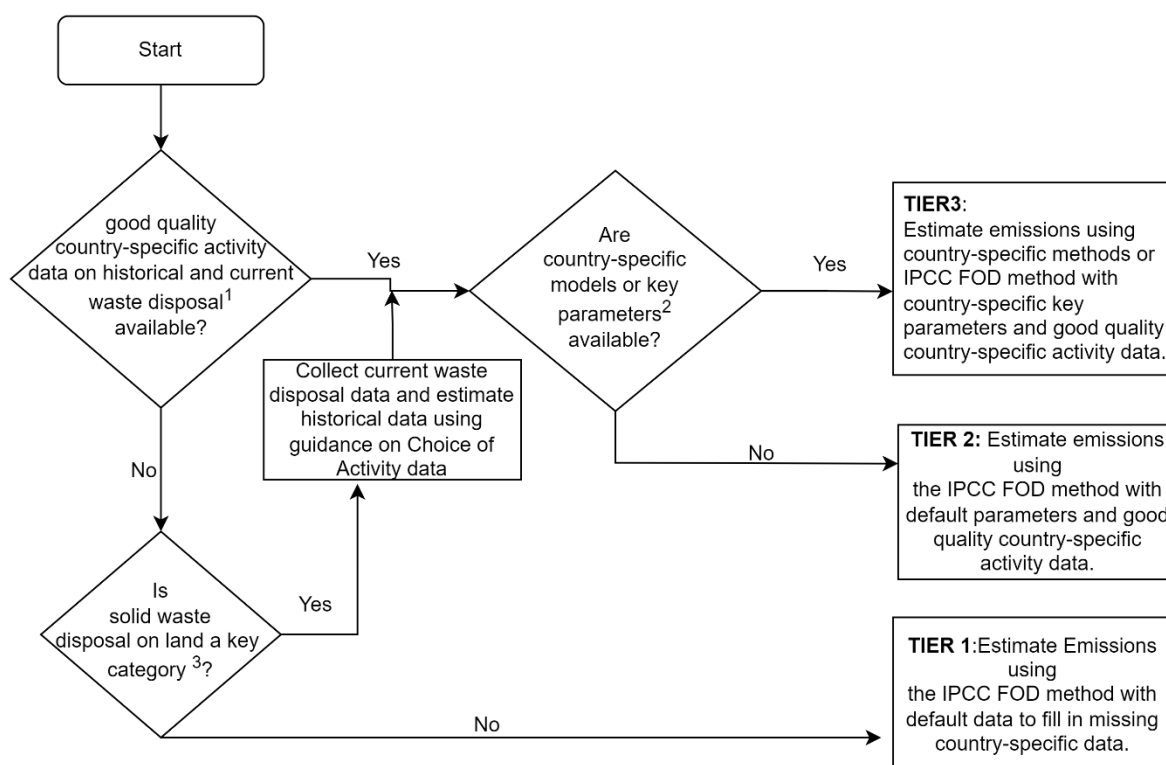 Start
good quality
country-specific activity
data on historical and current
waste disposal1
available?
Yes
Are
country-specific
models or key
parameters2
available?
Yes
TIER3:
Estimate emissions using
country-specific methods or
IPCC FOD method with
country-specific key
parameters and good quality
country-specific activity data.
Collect current waste
disposal data and estimate
historical data using
guidance on Choice of
Activity data
No
No
TIER 2: Estimate emissions
using
the IPCC FOD method with
default parameters and good
quality country-specific
activity data.
Is
solid waste
disposal on land a key
category 3?
Yes
No
TIER 1:Estimate Emissions
using
the IPCC FOD method with
default data to fill in missing
country-specific data.